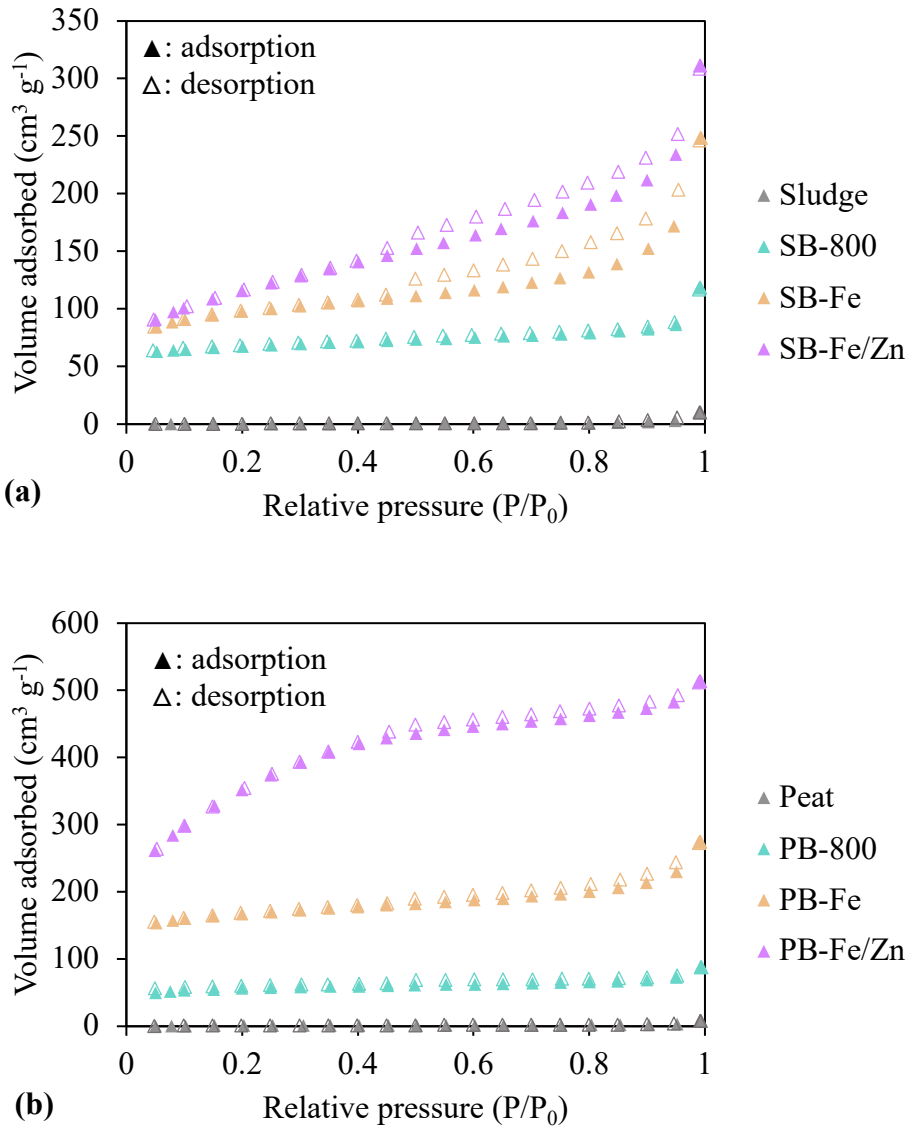 350
300
250
200
150
100
50
0
Volume adsorbed (cm³ g⁻¹)
▲: adsorption
△: desorption
0 0.2 0.4 0.6 0.8 1
Relative pressure (P/P₀)
(a)
Sludge
SB-800
SB-Fe
SB-Fe/Zn
600
500
400
300
200
100
0
Volume adsorbed (cm³ g⁻¹)
▲: adsorption
△: desorption
0 0.2 0.4 0.6 0.8 1
Relative pressure (P/P₀)
(b)
Peat
PB-800
PB-Fe
PB-Fe/Zn